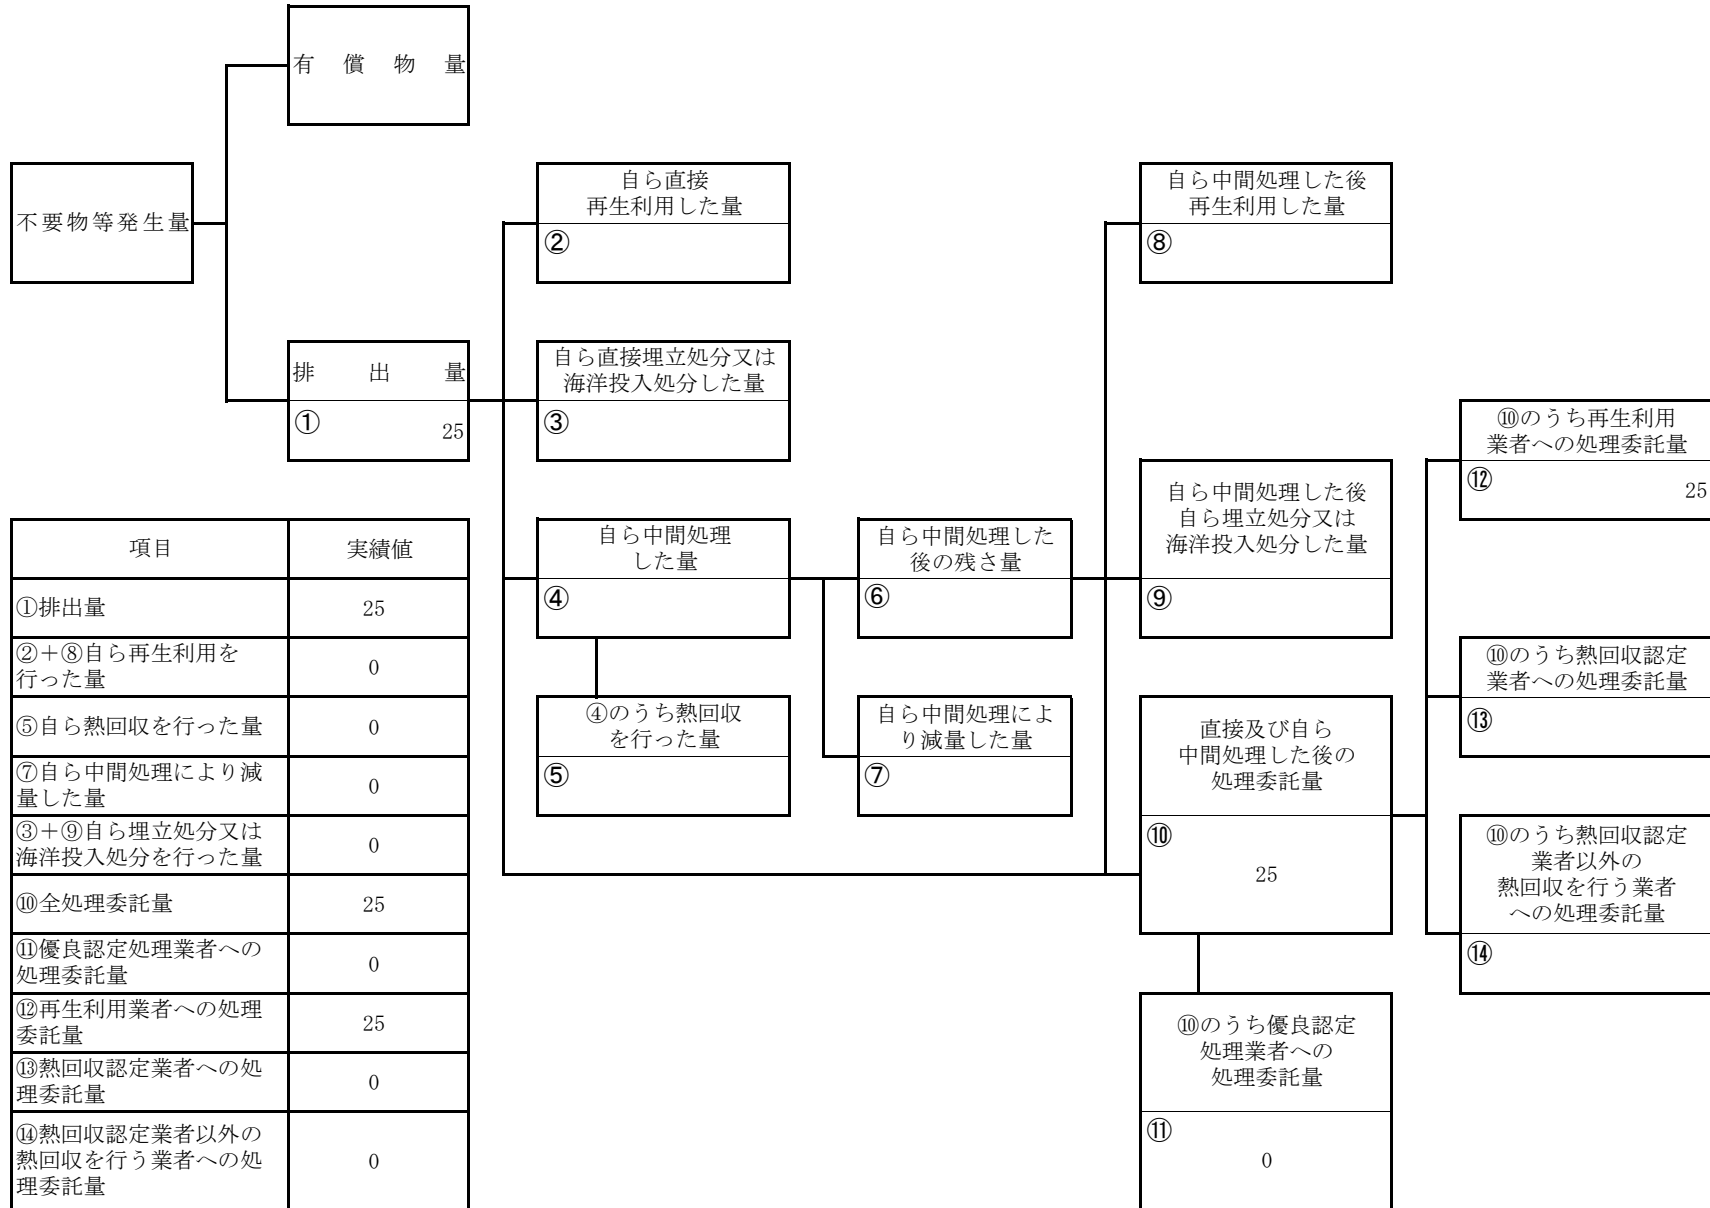 有償物量
不要物等発生量
排出量
①
25
自ら直接
再生利用した量
②
自ら直接埋立処分又は
海洋投入処分した量
③
自ら中間処理
した量
④
④のうち熱回収
を行った量
⑤
自ら中間処理した
後の残さ量
⑥
自ら中間処理によ
り減量した量
⑦
自ら中間処理した後
再生利用した量
⑧
自ら中間処理した後
自ら埋立処分又は
海洋投入処分した量
⑨
直接及び自ら
中間処理した後の
処理委託量
⑩
25
⑩のうち優良認定
処理業者への
処理委託量
⑪
0
⑩のうち再生利用
業者への処理委託量
⑫
25
⑩のうち熱回収認定
業者への処理委託量
⑬
⑩のうち熱回収認定
業者以外の
熱回収を行う業者
への処理委託量
⑭
項目 実績値
①排出量 25
②+⑧自ら再生利用を
行った量 0
⑤自ら熱回収を行った量 0
⑦自ら中間処理により減
量した量 0
③+⑨自ら埋立処分又は
海洋投入処分を行った量 0
⑩全処理委託量 25
⑪優良認定処理業者への
処理委託量 0
⑫再生利用業者への処理
委託量 25
⑬熱回収認定業者への処
理委託量 0
⑭熱回収認定業者以外の
熱回収を行う業者への処
理委託量 0